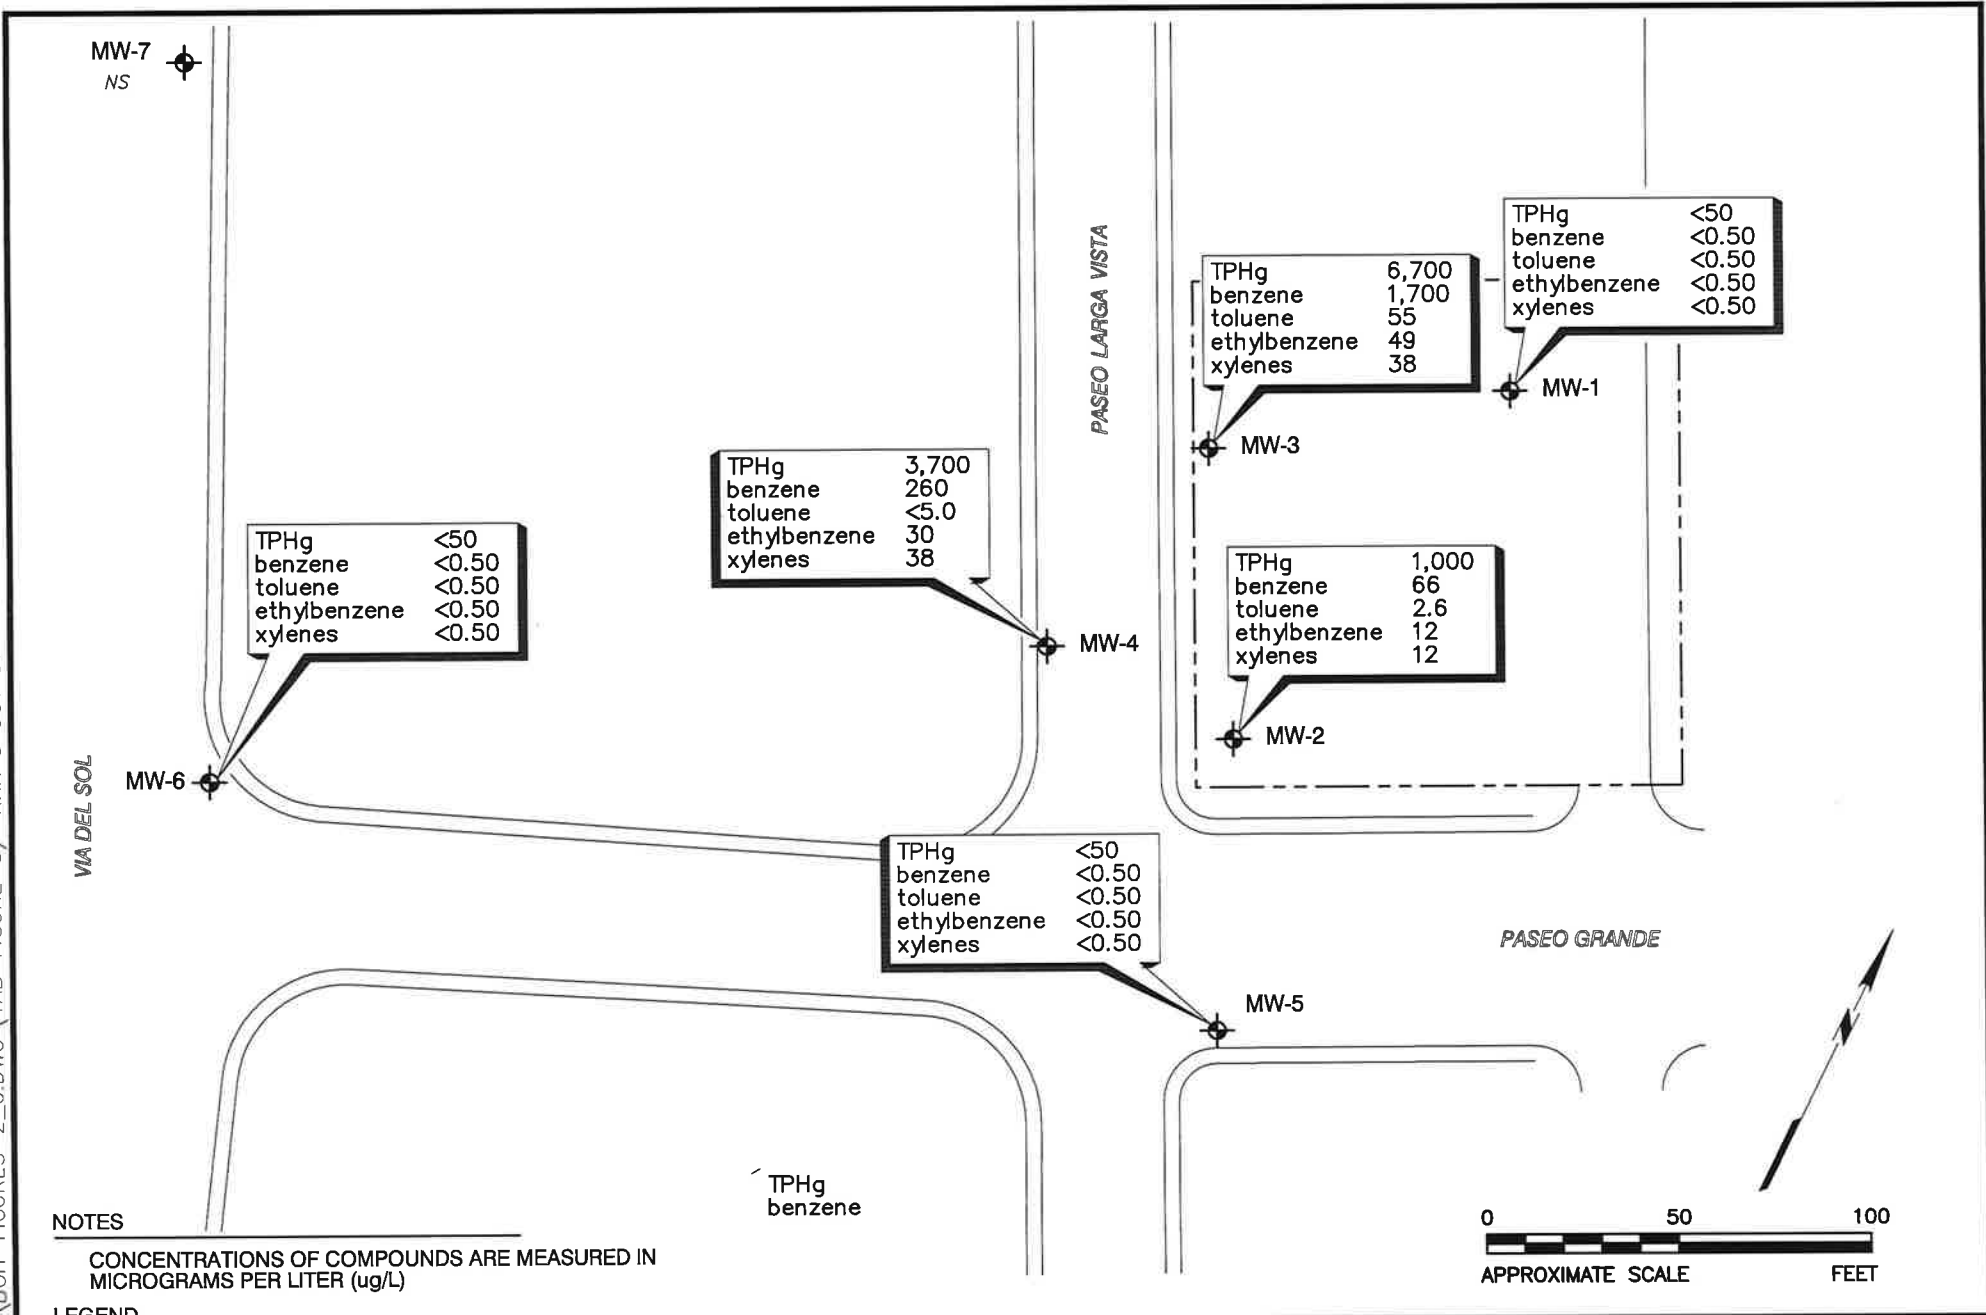 MW-7
NS
TPHg <50
benzene <0.50
toluene <0.50
ethylbenzene <0.50
xylenes <0.50
MW-1
TPHg 6,700
benzene 1,700
toluene 55
ethylbenzene 49
xylenes 38
MW-3
PASEO LARGA VISTA
TPHg 3,700
benzene 260
toluene <5.0
ethylbenzene 30
xylenes 38
MW-4
TPHg <50
benzene <0.50
toluene <0.50
ethylbenzene <0.50
xylenes <0.50
MW-6
VIA DEL SOL
TPHg 1,000
benzene 66
toluene 2.6
ethylbenzene 12
xylenes 12
MW-2
TPHg <50
benzene <0.50
toluene <0.50
ethylbenzene <0.50
xylenes <0.50
MW-5
PASEO GRANDE
TPHg
benzene
NOTES
CONCENTRATIONS OF COMPOUNDS ARE MEASURED IN
MICROGRAMS PER LITER (ug/L)
LEGEND
0 50 100
APPROXIMATE SCALE FEET